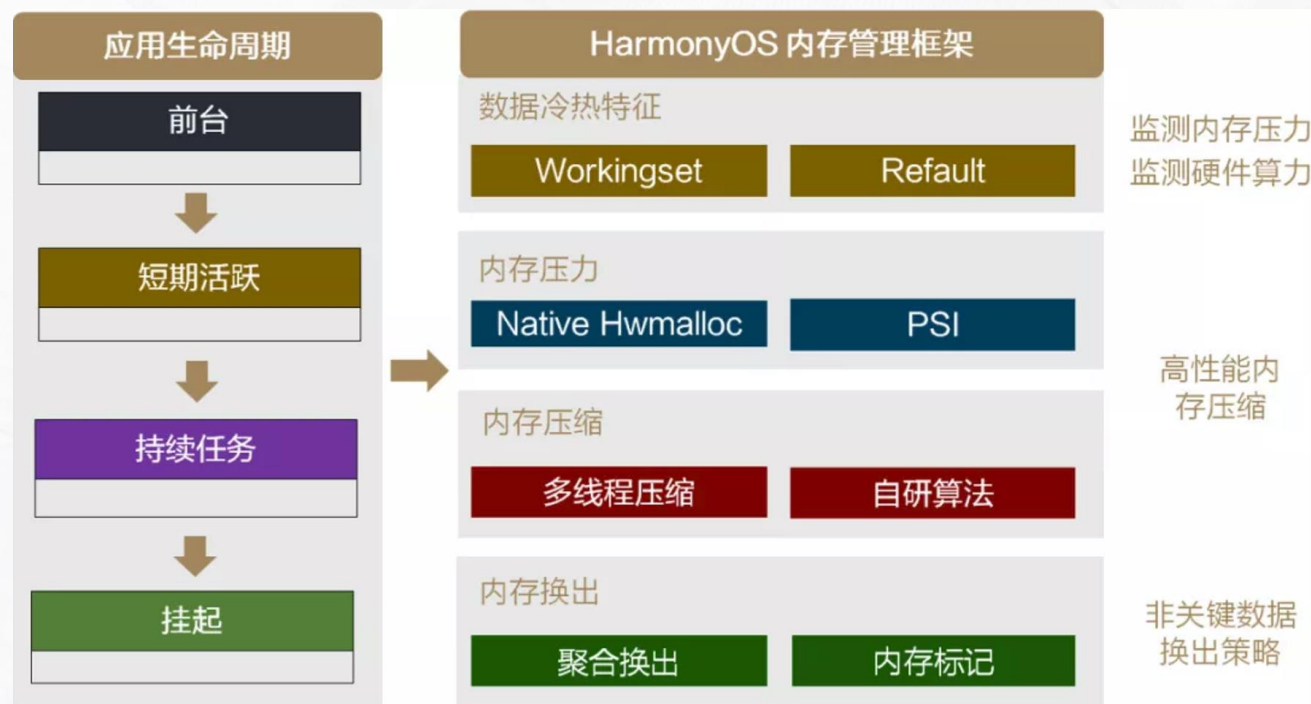 应用生命周期
前台
短期活跃
持续任务
挂起
HarmonyOS 内存管理框架
数据冷热特征
Workingset
Refault
监测内存压力
监测硬件算力
内存压力
Native Hwmalloc
PSI
内存压缩
多线程压缩
自研算法
高性能内
存压缩
内存换出
聚合换出
内存标记
非关键数据
换出策略